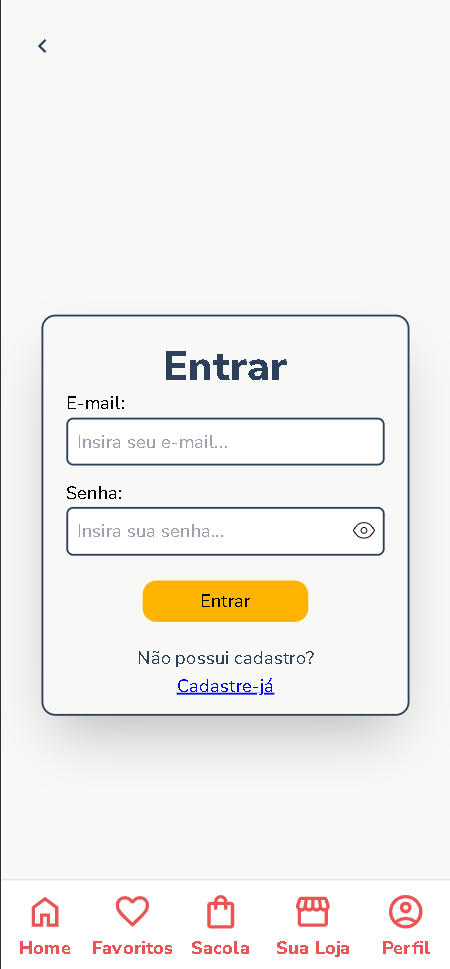 Entrar
E-mail:
Insira seu e-mail...
Senha:
Insira sua senha...
Entrar
Não possui cadastro?
Cadastre-já
Home Favoritos Sacola Sua Loja Perfil